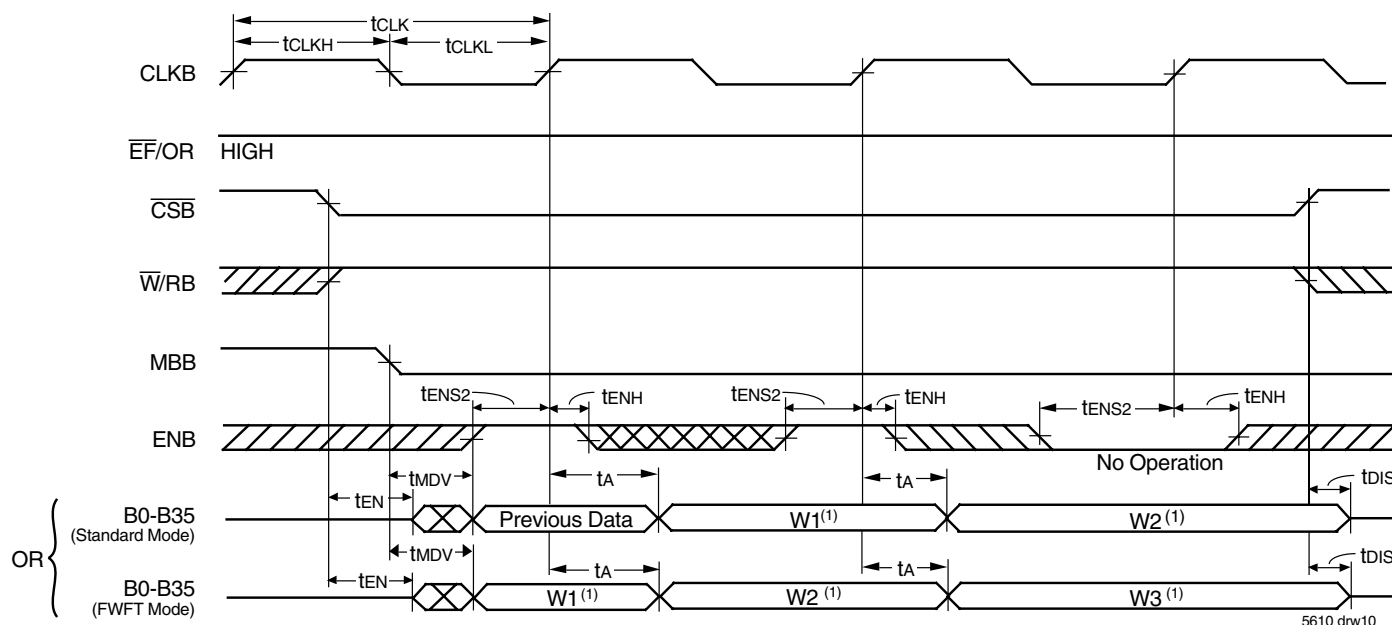 tCLK
tCLKH tCLKL
CLKB
EF/OR HIGH
CSB
W/RB
MBB
tENS2 tENH tENS2 tENH tENS2 tENH
ENB
No Operation
tMDV tA tA tDIS
tEN
B0-B35 Previous Data W1(1) W2(1)
(Standard Mode)
OR
tMDV tA tA tDIS
tEN
B0-B35 W1(1) W2(1) W3(1)
(FWFT Mode)
5610 drw10